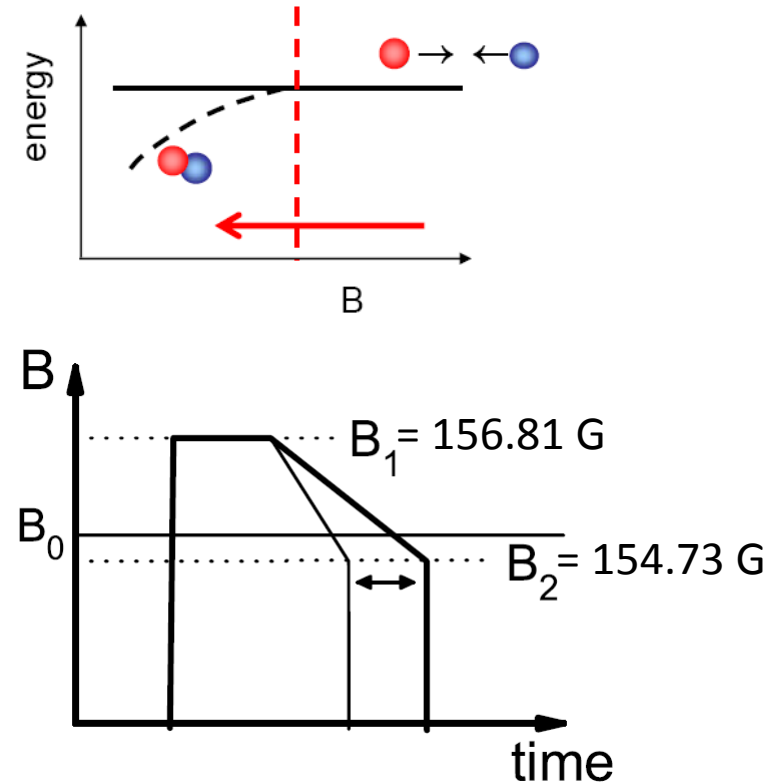 energy
B
B
B₁= 156.81 G
B₀
B₂= 154.73 G
time